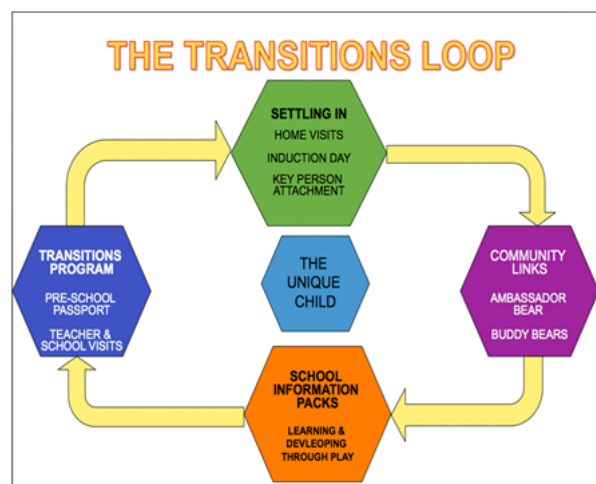 THE TRANSITIONS LOOP
SETTLING IN
HOME VISITS
INDUCTION DAY
KEY PERSON
ATTACHMENT
TRANSITIONS
PROGRAM
PRE-SCHOOL
PASSPORT
TEACHER &
SCHOOL VISITS
THE
UNIQUE
CHILD
COMMUNITY
LINKS
AMBASSADOR
BEAR
BUDDY BEARS
SCHOOL
INFORMATION
PACKS
LEARNING &
DEVLEOPING
THROUGH PLAY